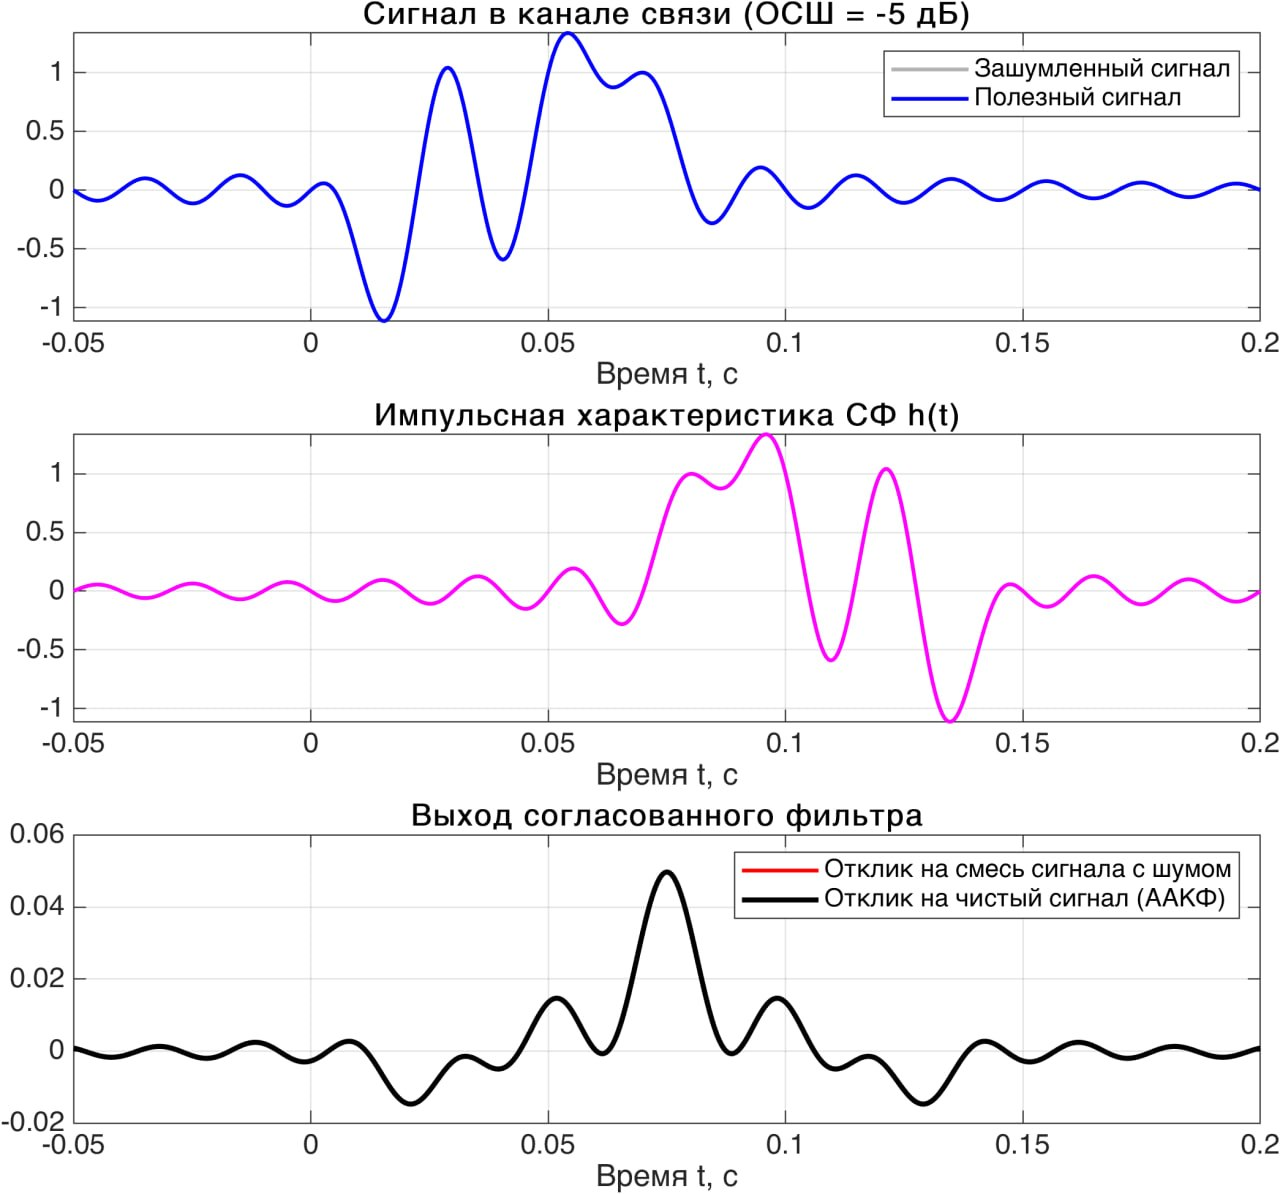 Сигнал в канале связи (ОСШ = -5 дБ)
Зашумленный сигнал
Полезный сигнал
1
0.5
0
-0.5
-1
-0.05 0 0.05 0.1 0.15 0.2
Время t, с
Импульсная характеристика СФ h(t)
1
0.5
0
-0.5
-1
-0.05 0 0.05 0.1 0.15 0.2
Время t, с
Выход согласованного фильтра
0.06
Отклик на смесь сигнала с шумом
Отклик на чистый сигнал (ААКФ)
0.04
0.02
0
-0.02
-0.05 0 0.05 0.1 0.15 0.2
Время t, с